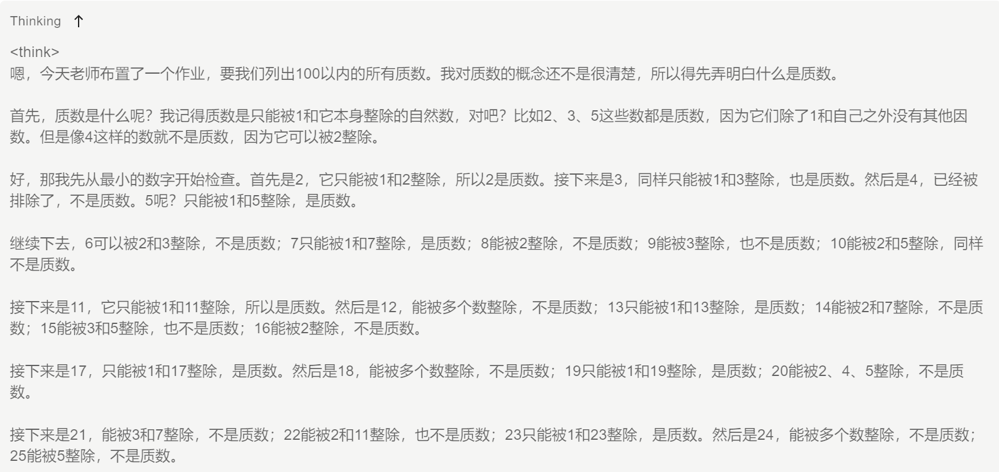 Thinking ↑
<think>
嗯，今天老师布置了一个作业，要我们列出100以内的所有质数。我对质数的概念还不是很清楚，所以得先弄明白什么是质数。
首先，质数是什么呢？我记得质数是只能被1和它本身整除的自然数，对吧？比如2、3、5这些数都是质数，因为它们除了1和自己之外没有其他因
数。但是像4这样的数就不是质数，因为它可以被2整除。
好，那我先从最小的数字开始检查。首先是2，它只能被1和2整除，所以2是质数。接下来是3，同样只能被1和3整除，也是质数。然后是4，已经被
排除了，不是质数。5呢？只能被1和5整除，是质数。
继续下去，6可以被2和3整除，不是质数；7只能被1和7整除，是质数；8能被2整除，不是质数；9能被3整除，也不是质数；10能被2和5整除，同样
不是质数。
接下来是11，它只能被1和11整除，所以是质数。然后是12，能被多个数整除，不是质数；13只能被1和13整除，是质数；14能被2和7整除，不是质
数；15能被3和5整除，也不是质数；16能被2整除，不是质数。
接下来是17，只能被1和17整除，是质数。然后是18，能被多个数整除，不是质数；19只能被1和19整除，是质数；20能被2、4、5整除，不是质
数。
接下来是21，能被3和7整除，不是质数；22能被2和11整除，也不是质数；23只能被1和23整除，是质数。然后是24，能被多个数整除，不是质数；
25能被5整除，不是质数。